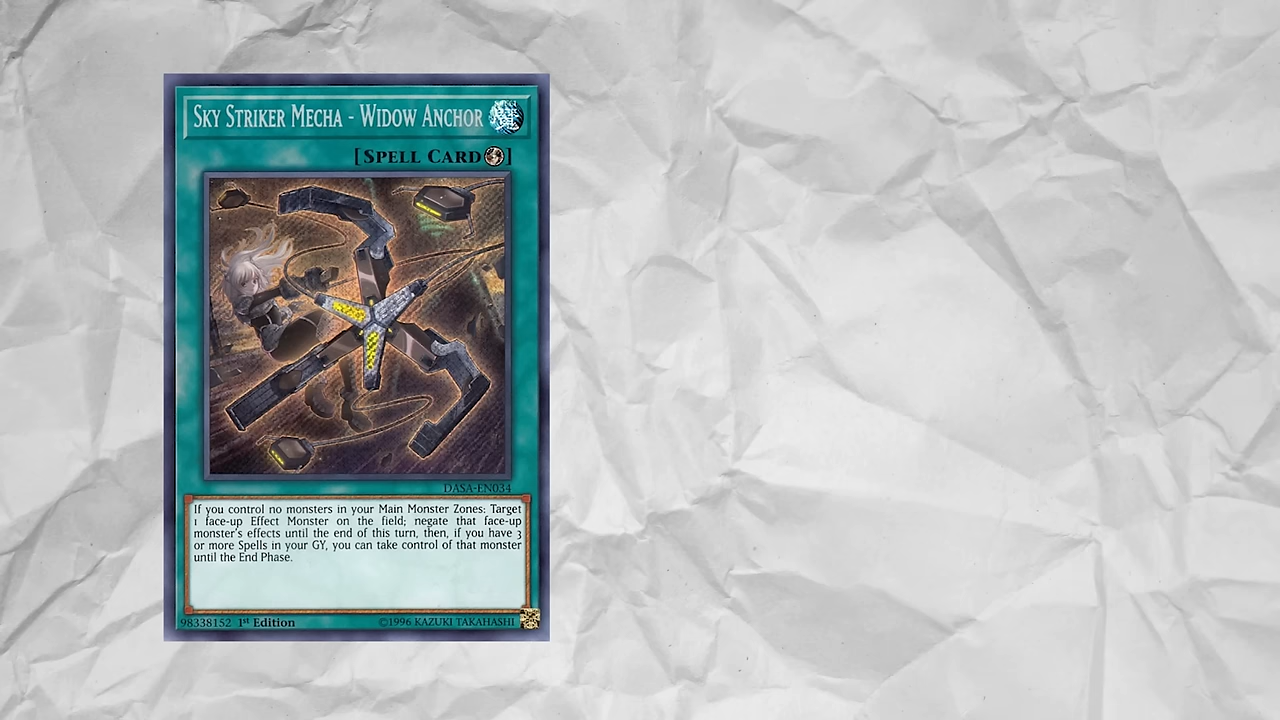 SKY STRIKER MECHA - WIDOW ANCHOR
[SPELL CARD]
DASA-EN034
If you control no monsters in your Main Monster Zones: Target
1 face-up Effect Monster on the field; negate that face-up
monster's effects until the end of this turn, then, if you have 3
or more Spells in your GY, you can take control of that monster
until the End Phase.
98338152 1st Edition ©1996 KAZUKI TAKAHASHI